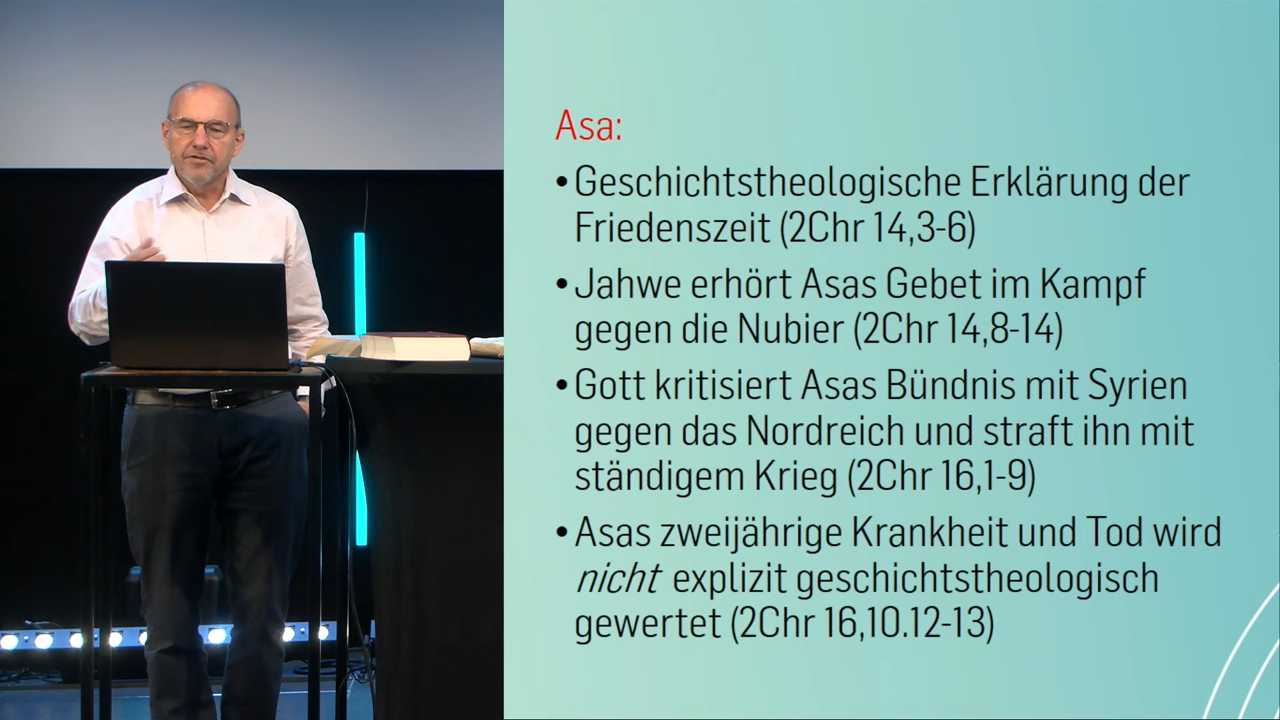 Asa:
• Geschichtstheologische Erklärung der
Friedenszeit (2Chr 14,3-6)
• Jahwe erhört Asas Gebet im Kampf
gegen die Nubier (2Chr 14,8-14)
• Gott kritisiert Asas Bündnis mit Syrien
gegen das Nordreich und straft ihn mit
ständigem Krieg (2Chr 16,1-9)
• Asas zweijährige Krankheit und Tod wird
nicht explizit geschichtstheologisch
gewertet (2Chr 16,10.12-13)